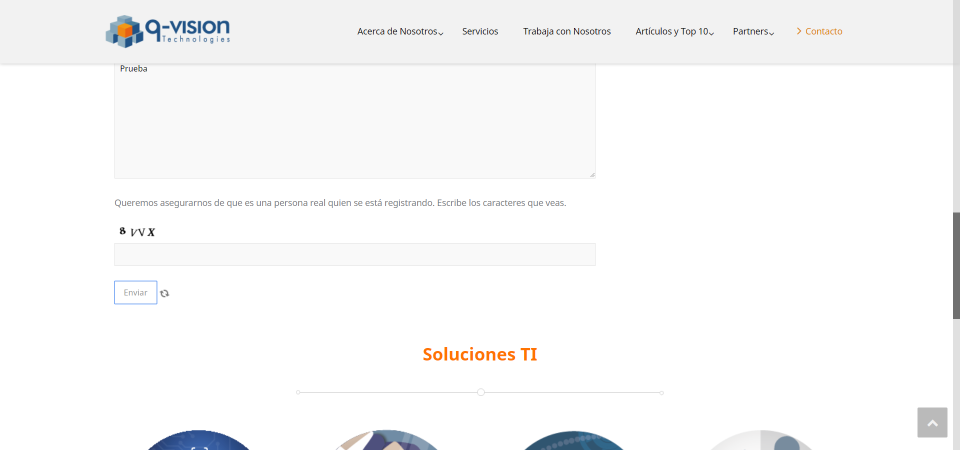 q-vision
Technologies
Acerca de Nosotros
Servicios
Trabaja con Nosotros
Artículos y Top 10
Partners
Contacto
Prueba
Queremos asegurarnos de que es una persona real quien se está registrando. Escribe los caracteres que veas.
8 VVX
Enviar
Soluciones TI